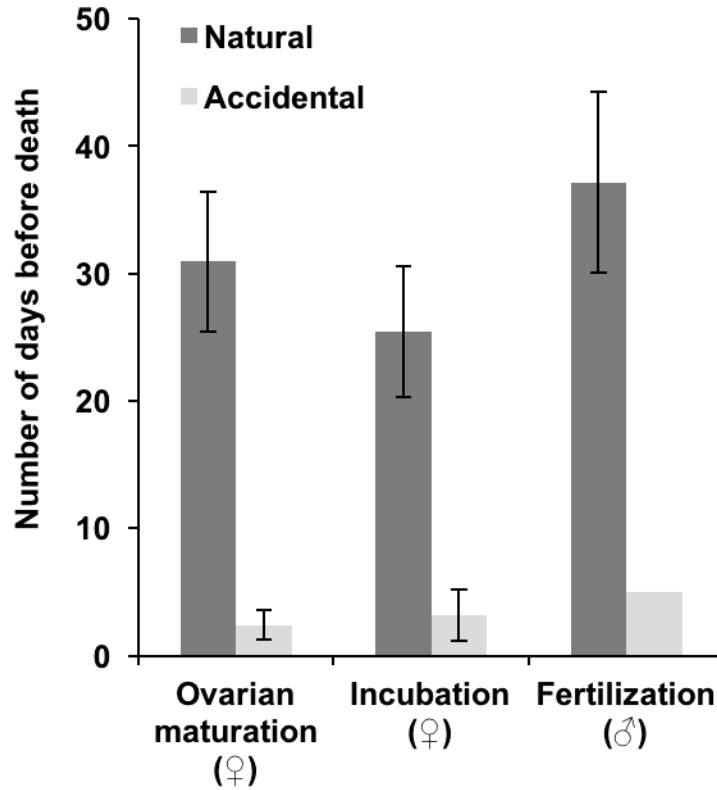 50
Natural
Accidental
40
30
20
10
0
Number of days before death
Ovarian
maturation
(♀)
Incubation
(♀)
Fertilization
(♂)